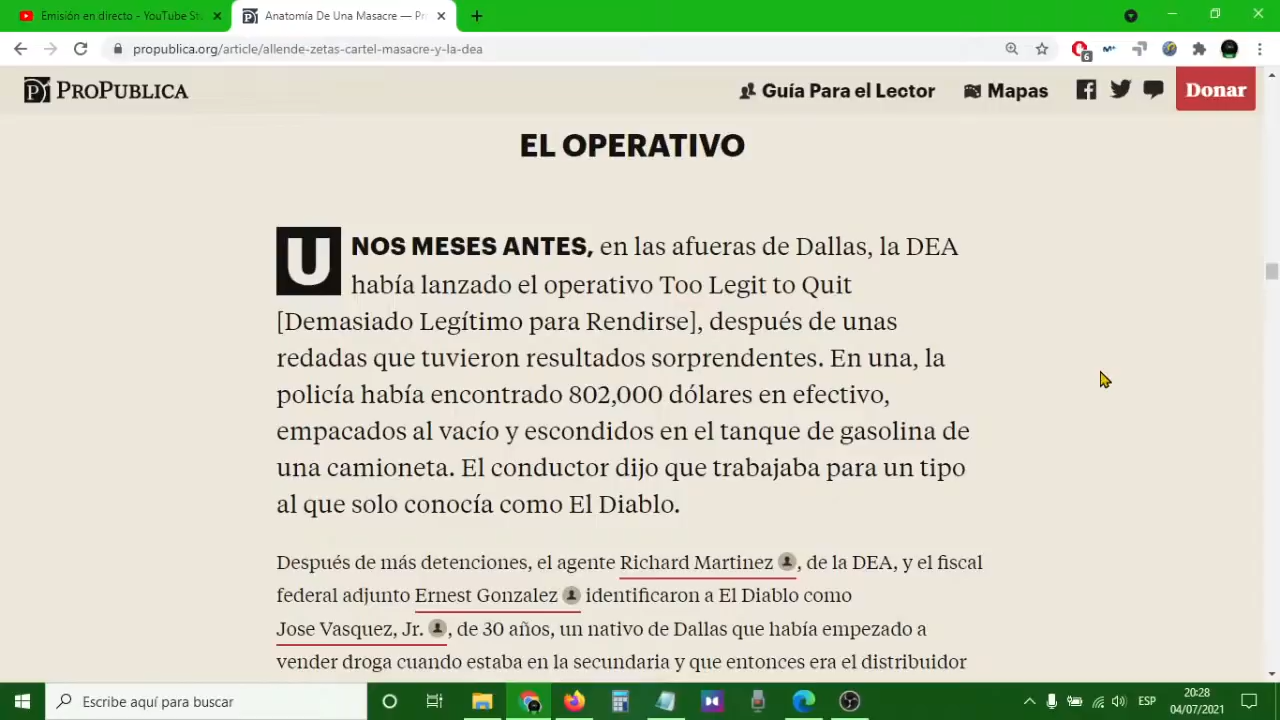 Emisión en directo - YouTube St
Anatomía De Una Masacre — Pr
propublica.org/article/allende-zetas-cartel-masacre-y-la-dea
6
PROPUBLICA
Guía Para el Lector
Mapas
Donar
EL OPERATIVO
UNOS MESES ANTES, en las afueras de Dallas, la DEA
había lanzado el operativo Too Legit to Quit
[Demasiado Legítimo para Rendirse], después de unas
redadas que tuvieron resultados sorprendentes. En una, la
policía había encontrado 802,000 dólares en efectivo,
empacados al vacío y escondidos en el tanque de gasolina de
una camioneta. El conductor dijo que trabajaba para un tipo
al que solo conocía como El Diablo.
Después de más detenciones, el agente Richard Martinez, de la DEA, y el fiscal
federal adjunto Ernest Gonzalez identificaron a El Diablo como
Jose Vasquez, Jr., de 30 años, un nativo de Dallas que había empezado a
vender droga cuando estaba en la secundaria y que entonces era el distribuidor
Escribe aquí para buscar
ESP
20:28
04/07/2021